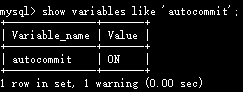 mysql> show variables like 'autocommit';
+---------------+-------+
| Variable_name | Value |
+---------------+-------+
| autocommit    | ON    |
+---------------+-------+
1 row in set, 1 warning (0.00 sec)